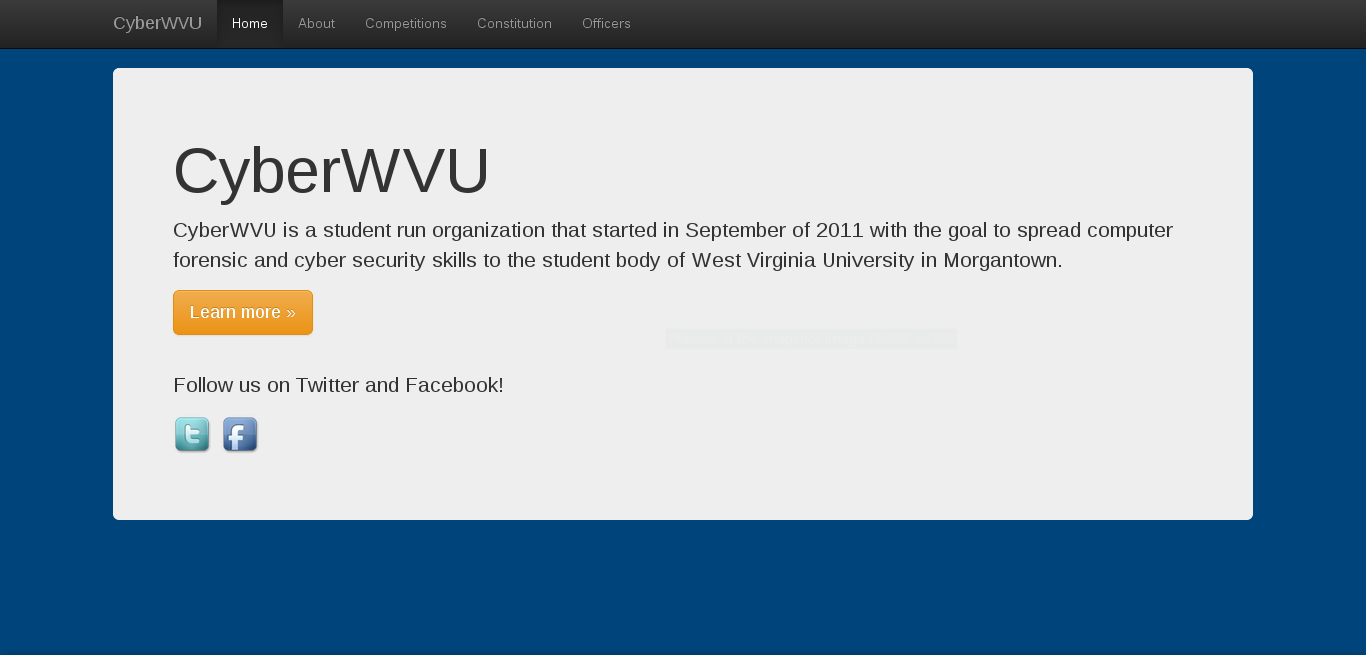 CyberWVU Home About Competitions Constitution Officers
CyberWVU
CyberWVU is a student run organization that started in September of 2011 with the goal to spread computer
forensic and cyber security skills to the student body of West Virginia University in Morgantown.
Learn more »
Follow us on Twitter and Facebook!